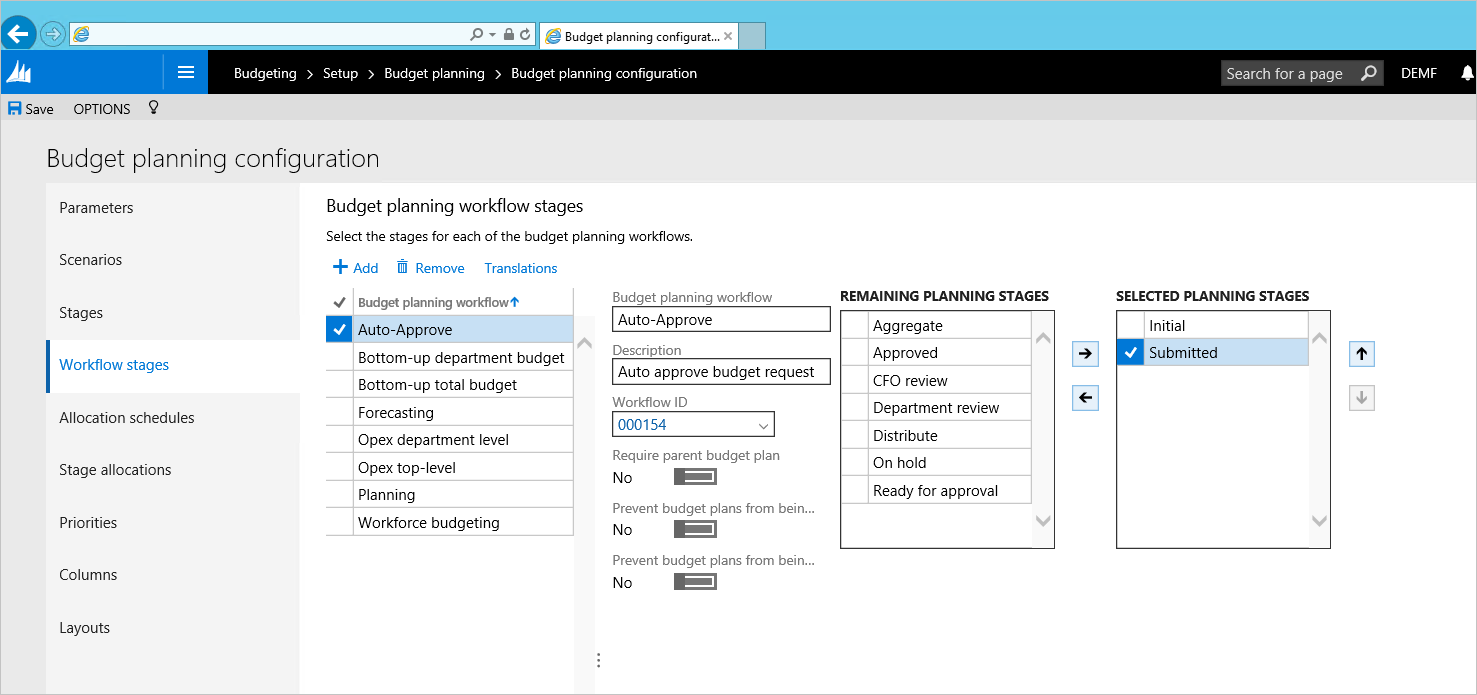 Budget planning configurat...
Budgeting > Setup > Budget planning > Budget planning configuration
Search for a page
DEMF
Save
OPTIONS
Budget planning configuration
Parameters
Scenarios
Stages
Workflow stages
Allocation schedules
Stage allocations
Priorities
Columns
Layouts
Budget planning workflow stages
Select the stages for each of the budget planning workflows.
Add
Remove
Translations
Budget planning workflow
Auto-Approve
Bottom-up department budget
Bottom-up total budget
Forecasting
Opex department level
Opex top-level
Planning
Workforce budgeting
Budget planning workflow
Auto-Approve
Description
Auto approve budget request
Workflow ID
000154
Require parent budget plan
No
Prevent budget plans from bein...
No
Prevent budget plans from bein...
No
REMAINING PLANNING STAGES
Aggregate
Approved
CFO review
Department review
Distribute
On hold
Ready for approval
SELECTED PLANNING STAGES
Initial
Submitted